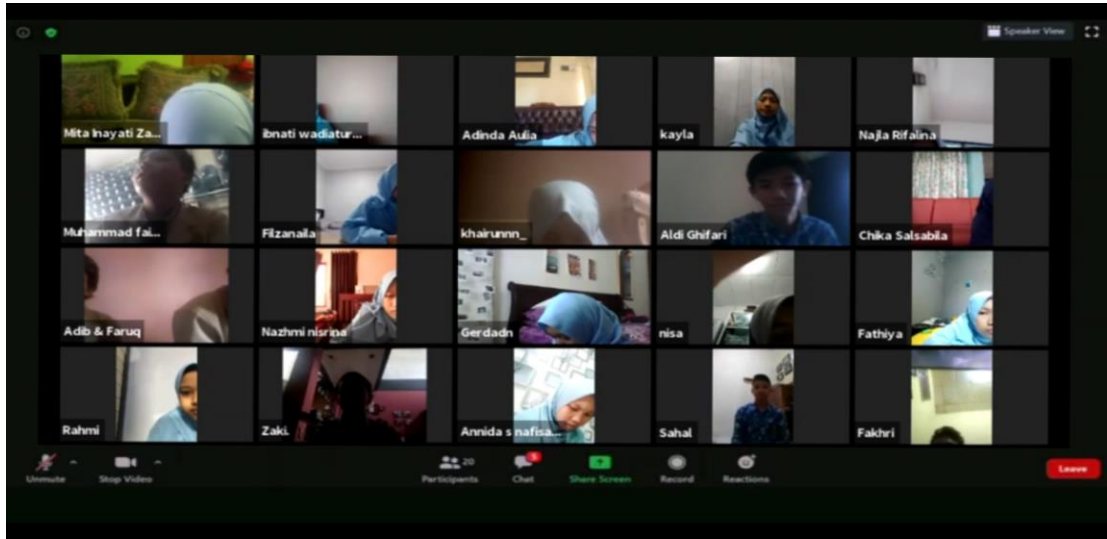 Speaker View
Mita Inayati Za...
ibnati wadiatur...
Adinda Aulia
kayla
Najla Rifalina
Muhammad fai...
Filzanaila
khairunnn_
Aldi Ghifari
Chika Salsabila
Adib & Faruq
Nazhmi nisrina
Gerdadn
nisa
Fathiya
Rahmi
Zaki.
Annida s nafisa...
Sahal
Fakhri
Unmute
Stop Video
Participants
20
Chat
5
Share Screen
Record
Reactions
Leave